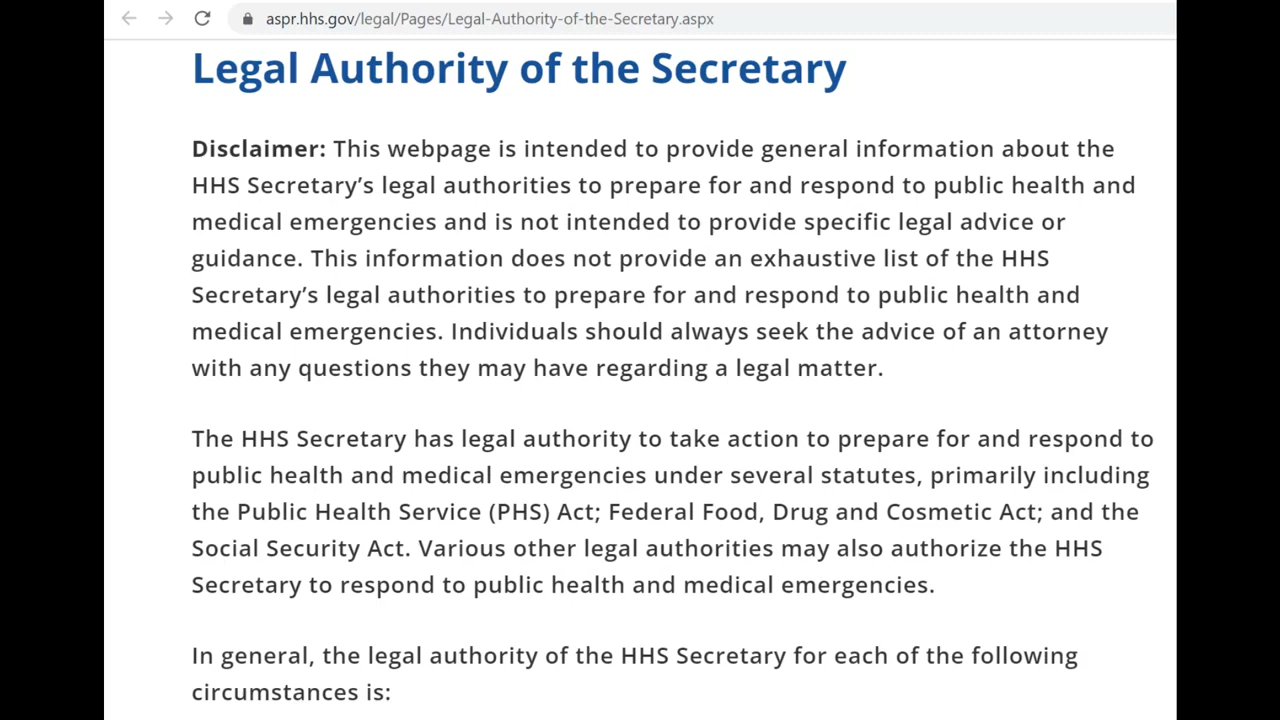 aspr.hhs.gov/legal/Pages/Legal-Authority-of-the-Secretary.aspx
Legal Authority of the Secretary
Disclaimer: This webpage is intended to provide general information about the
HHS Secretary’s legal authorities to prepare for and respond to public health and
medical emergencies and is not intended to provide specific legal advice or
guidance. This information does not provide an exhaustive list of the HHS
Secretary’s legal authorities to prepare for and respond to public health and
medical emergencies. Individuals should always seek the advice of an attorney
with any questions they may have regarding a legal matter.
The HHS Secretary has legal authority to take action to prepare for and respond to
public health and medical emergencies under several statutes, primarily including
the Public Health Service (PHS) Act; Federal Food, Drug and Cosmetic Act; and the
Social Security Act. Various other legal authorities may also authorize the HHS
Secretary to respond to public health and medical emergencies.
In general, the legal authority of the HHS Secretary for each of the following
circumstances is: